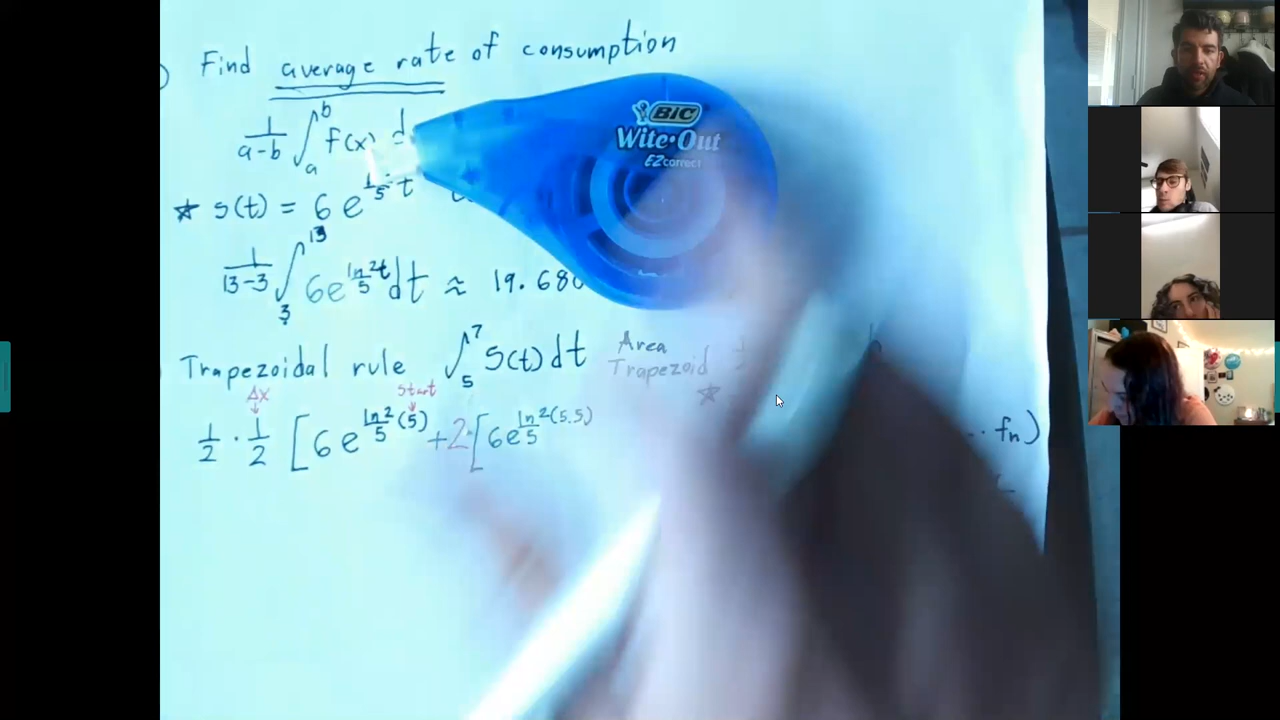 Find average rate of consumption
1/(a-b) ∫_a^b f(x) d
★ s(t) = 6e^(1/5 t)
1/(13-3) ∫_3^13 6e^(ln2/5 t) dt ≈ 19.680
Trapezoidal rule ∫_5^7 S(t) dt
Area
Trapezoid
★
Δx
↓
start
↓
1/2 · 1/2 [6e^(ln2/5 (5)) + 2·[6e^(ln2/5 (5.5))
.. fn)
BIC
Wite·Out
EZcorrect